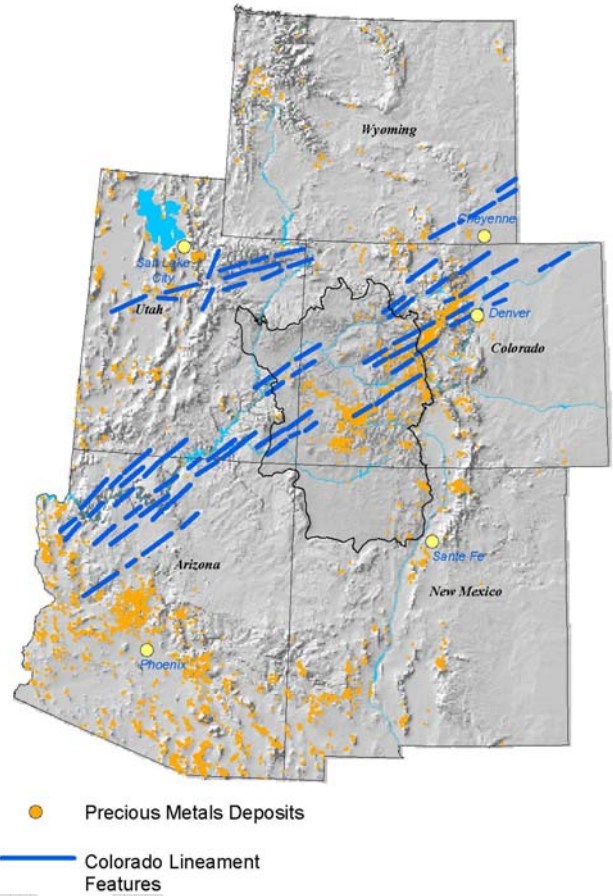 Wyoming
Cheyenne
Salt Lake
City
Utah
Denver
Colorado
Arizona
Sante Fe
New Mexico
Phoenix
Precious Metals Deposits
Colorado Lineament
Features